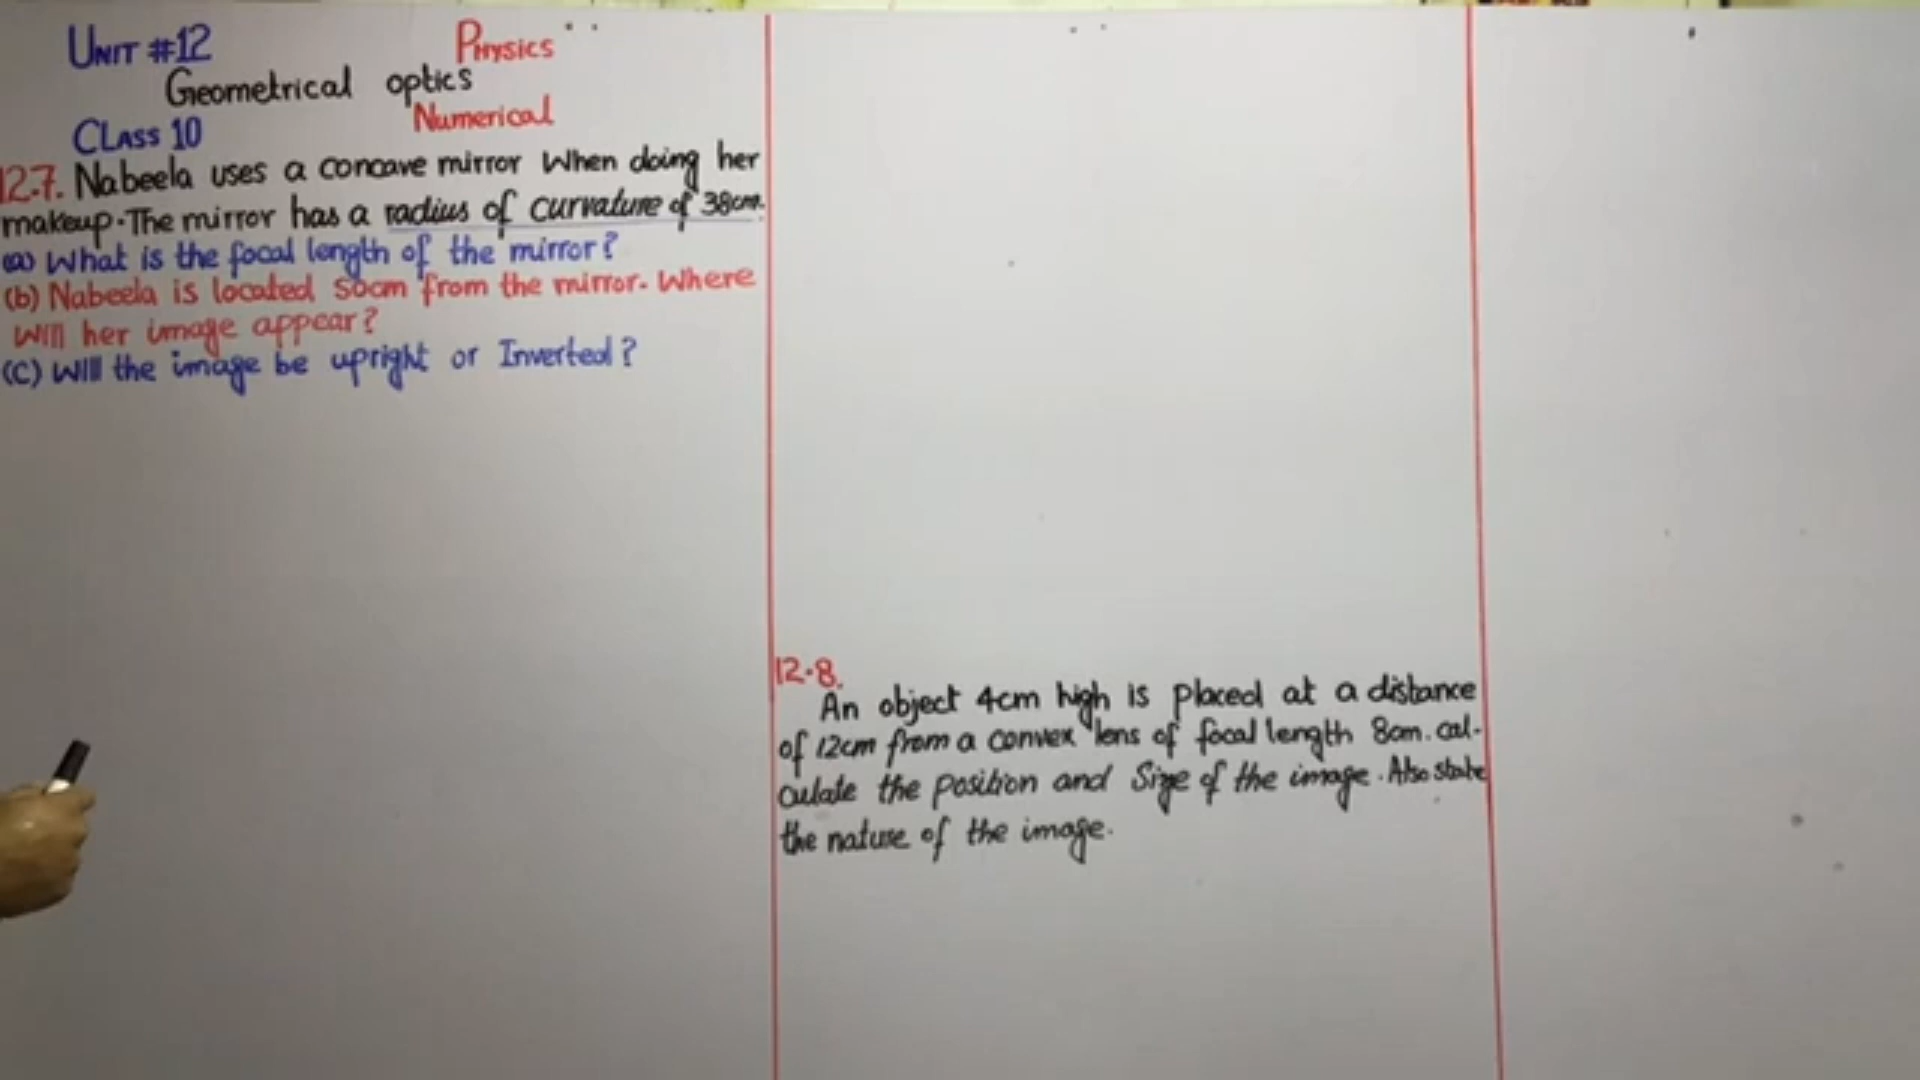 UNIT #12
Physics
Geometrical optics
Numerical
CLASS 10
12.7. Nabeela uses a concave mirror When doing her
makeup. The mirror has a radius of curvature of 38cm.
(a) What is the focal length of the mirror?
(b) Nabeela is located 50cm from the mirror. Where
Will her image appear?
(C) Will the image be upright or Inverted?
12.8.
An object 4cm high is placed at a distance
of 12cm from a convex lens of focal length 8cm. cal-
culate the position and Size of the image. Also state
the nature of the image.